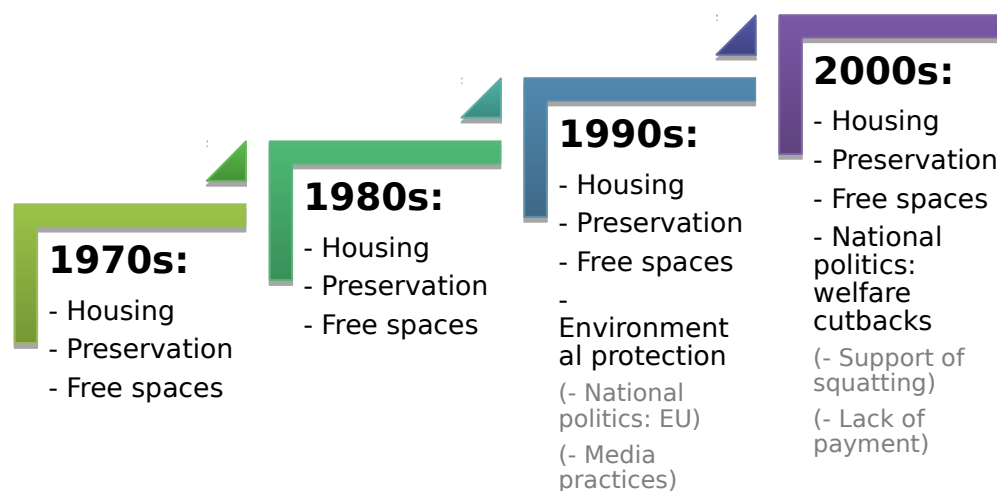 1970s:
- Housing
- Preservation
- Free spaces
1980s:
- Housing
- Preservation
- Free spaces
1990s:
- Housing
- Preservation
- Free spaces
-
Environment
al protection
(- National
politics: EU)
(- Media
practices)
2000s:
- Housing
- Preservation
- Free spaces
- National
politics:
welfare
cutbacks
(- Support of
squatting)
(- Lack of
payment)